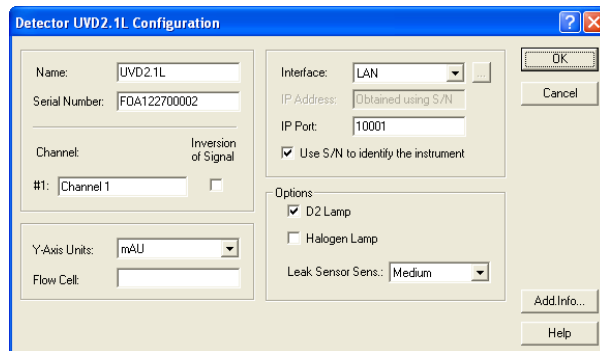 Detector UVD2.1L Configuration
Name: UVD2.1L
Serial Number: FOA122700002
Channel: Inversion of Signal
#1: Channel 1
Y-Axis Units: mAU
Flow Cell:
Interface: LAN ...
IP Address: Obtained using S/N
IP Port: 10001
Use S/N to identify the instrument
Options
D2 Lamp
Halogen Lamp
Leak Sensor Sens.: Medium
OK
Cancel
Add.Info...
Help